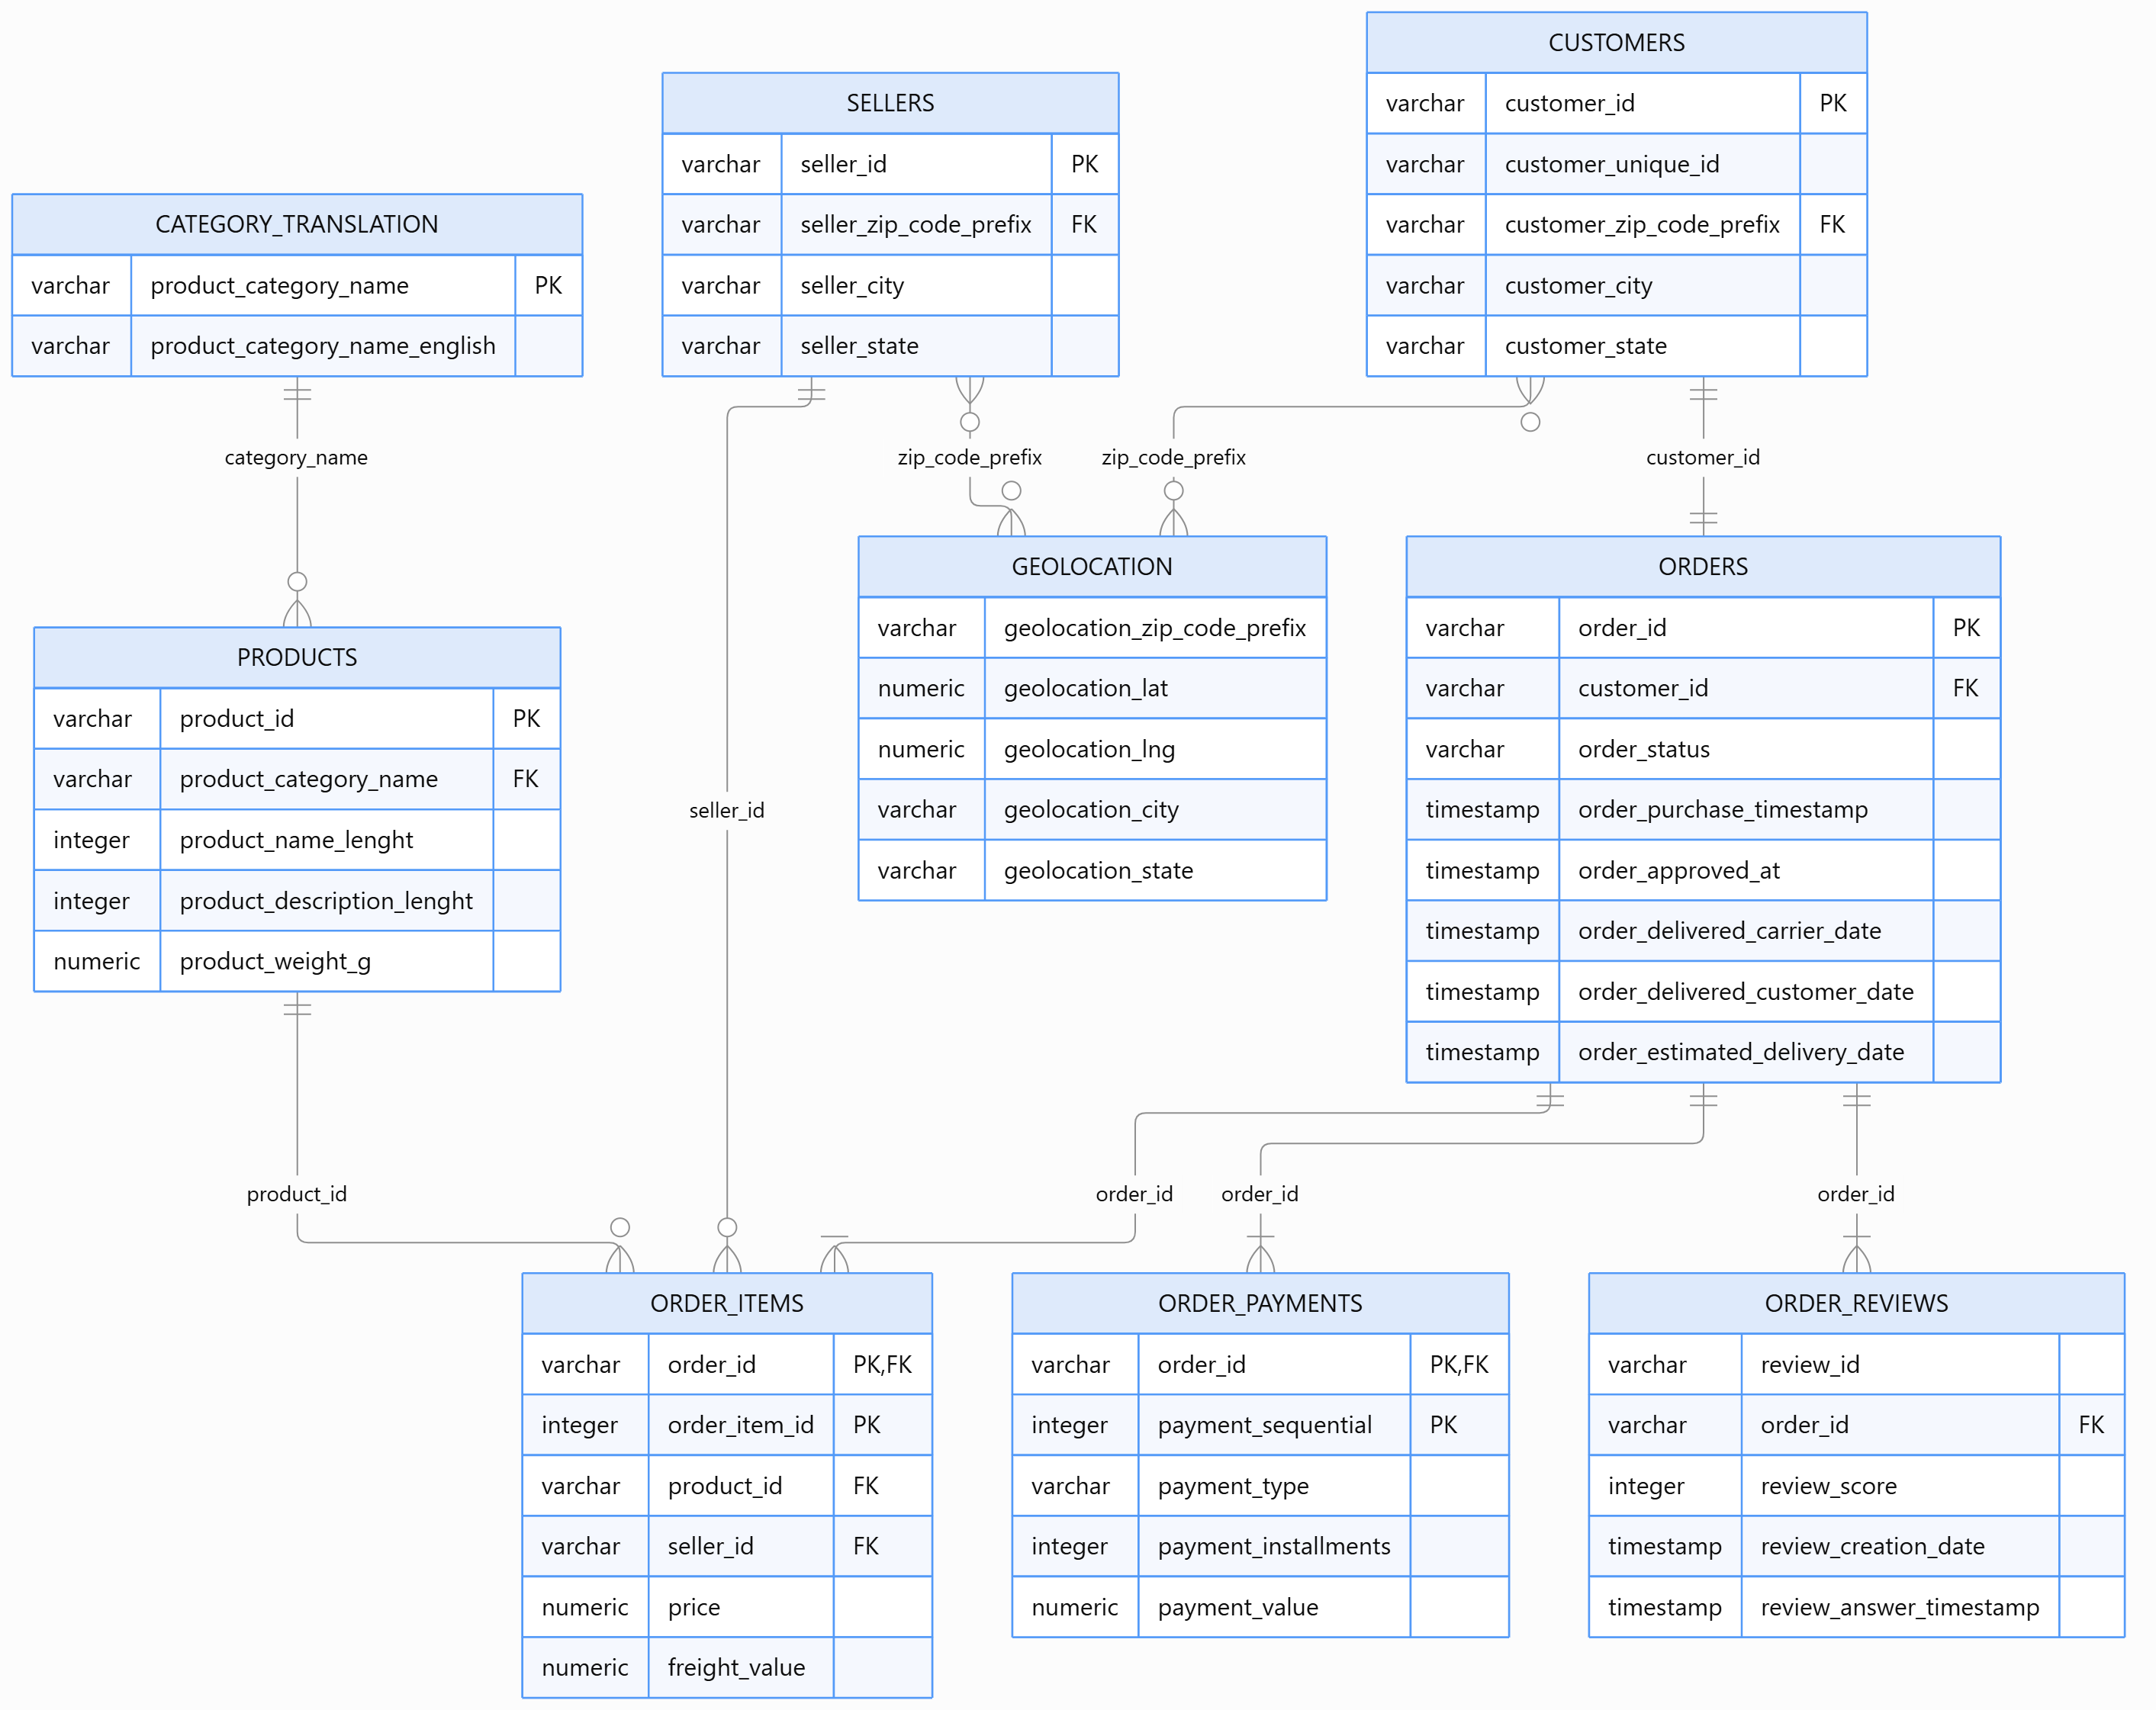 CUSTOMERS
varchar customer_id PK
varchar customer_unique_id
varchar customer_zip_code_prefix FK
varchar customer_city
varchar customer_state
SELLERS
varchar seller_id PK
varchar seller_zip_code_prefix FK
varchar seller_city
varchar seller_state
CATEGORY_TRANSLATION
varchar product_category_name PK
varchar product_category_name_english
category_name
zip_code_prefix
zip_code_prefix
customer_id
PRODUCTS
varchar product_id PK
varchar product_category_name FK
integer product_name_lenght
integer product_description_lenght
numeric product_weight_g
seller_id
GEOLOCATION
varchar geolocation_zip_code_prefix
numeric geolocation_lat
numeric geolocation_lng
varchar geolocation_city
varchar geolocation_state
ORDERS
varchar order_id PK
varchar customer_id FK
varchar order_status
timestamp order_purchase_timestamp
timestamp order_approved_at
timestamp order_delivered_carrier_date
timestamp order_delivered_customer_date
timestamp order_estimated_delivery_date
product_id
order_id
order_id
order_id
ORDER_ITEMS
varchar order_id PK,FK
integer order_item_id PK
varchar product_id FK
varchar seller_id FK
numeric price
numeric freight_value
ORDER_PAYMENTS
varchar order_id PK,FK
integer payment_sequential PK
varchar payment_type
integer payment_installments
numeric payment_value
ORDER_REVIEWS
varchar review_id
varchar order_id FK
integer review_score
timestamp review_creation_date
timestamp review_answer_timestamp